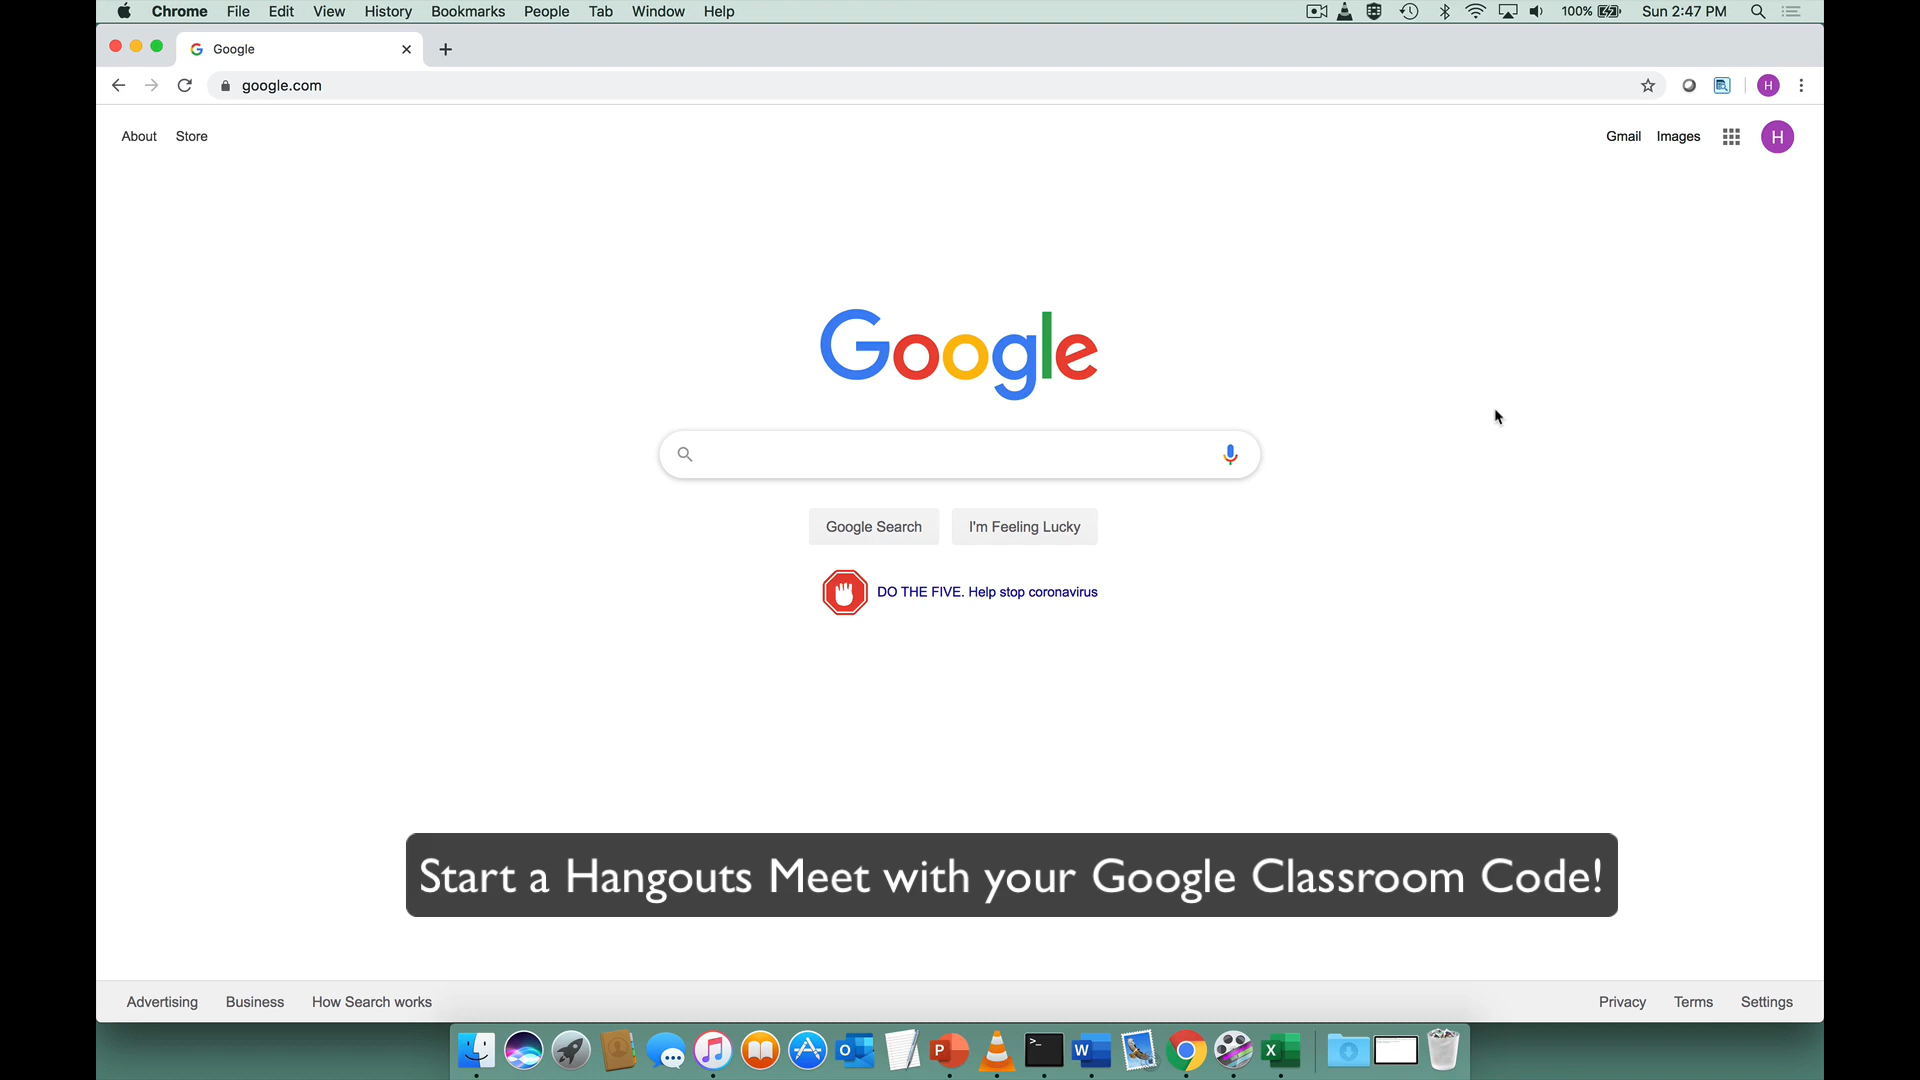 Chrome File Edit View History Bookmarks People Tab Window Help 100% Sun 2:47 PM
Google
google.com H
About Store Gmail Images H
Google
Google Search I'm Feeling Lucky
DO THE FIVE. Help stop coronavirus
Start a Hangouts Meet with your Google Classroom Code!
Advertising Business How Search works Privacy Terms Settings